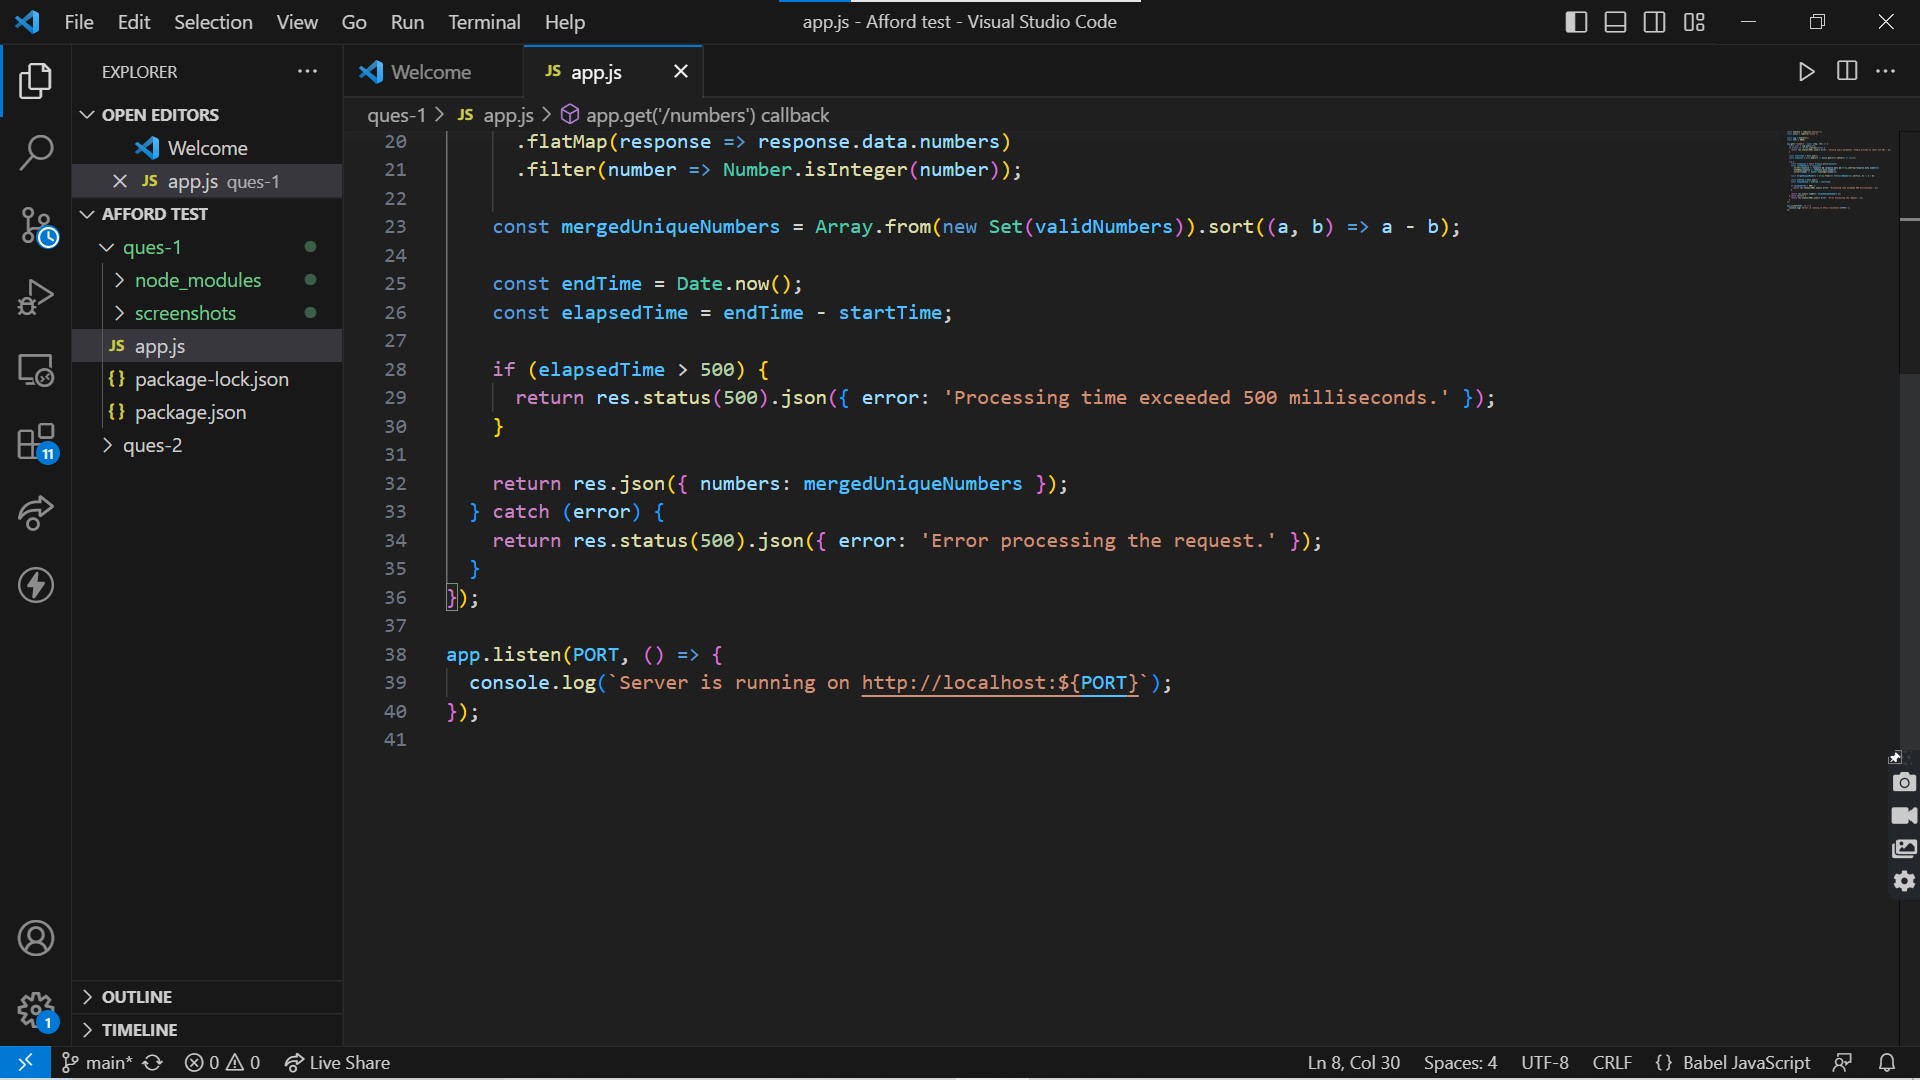 File Edit Selection View Go Run Terminal Help
app.js - Afford test - Visual Studio Code
EXPLORER
OPEN EDITORS
Welcome
JS app.js ques-1
AFFORD TEST
ques-1
node_modules
screenshots
JS app.js
{} package-lock.json
{} package.json
ques-2
OUTLINE
TIMELINE
11
1
Welcome
JS app.js
ques-1 > JS app.js > app.get('/numbers') callback
20 .flatMap(response => response.data.numbers)
21 .filter(number => Number.isInteger(number));
22
23 const mergedUniqueNumbers = Array.from(new Set(validNumbers)).sort((a, b) => a - b);
24
25 const endTime = Date.now();
26 const elapsedTime = endTime - startTime;
27
28 if (elapsedTime > 500) {
29 return res.status(500).json({ error: 'Processing time exceeded 500 milliseconds.' });
30 }
31
32 return res.json({ numbers: mergedUniqueNumbers });
33 } catch (error) {
34 return res.status(500).json({ error: 'Error processing the request.' });
35 }
36 });
37
38 app.listen(PORT, () => {
39 console.log(`Server is running on http://localhost:${PORT}`);
40 });
41
main* 0 0 Live Share
Ln 8, Col 30 Spaces: 4 UTF-8 CRLF {} Babel JavaScript